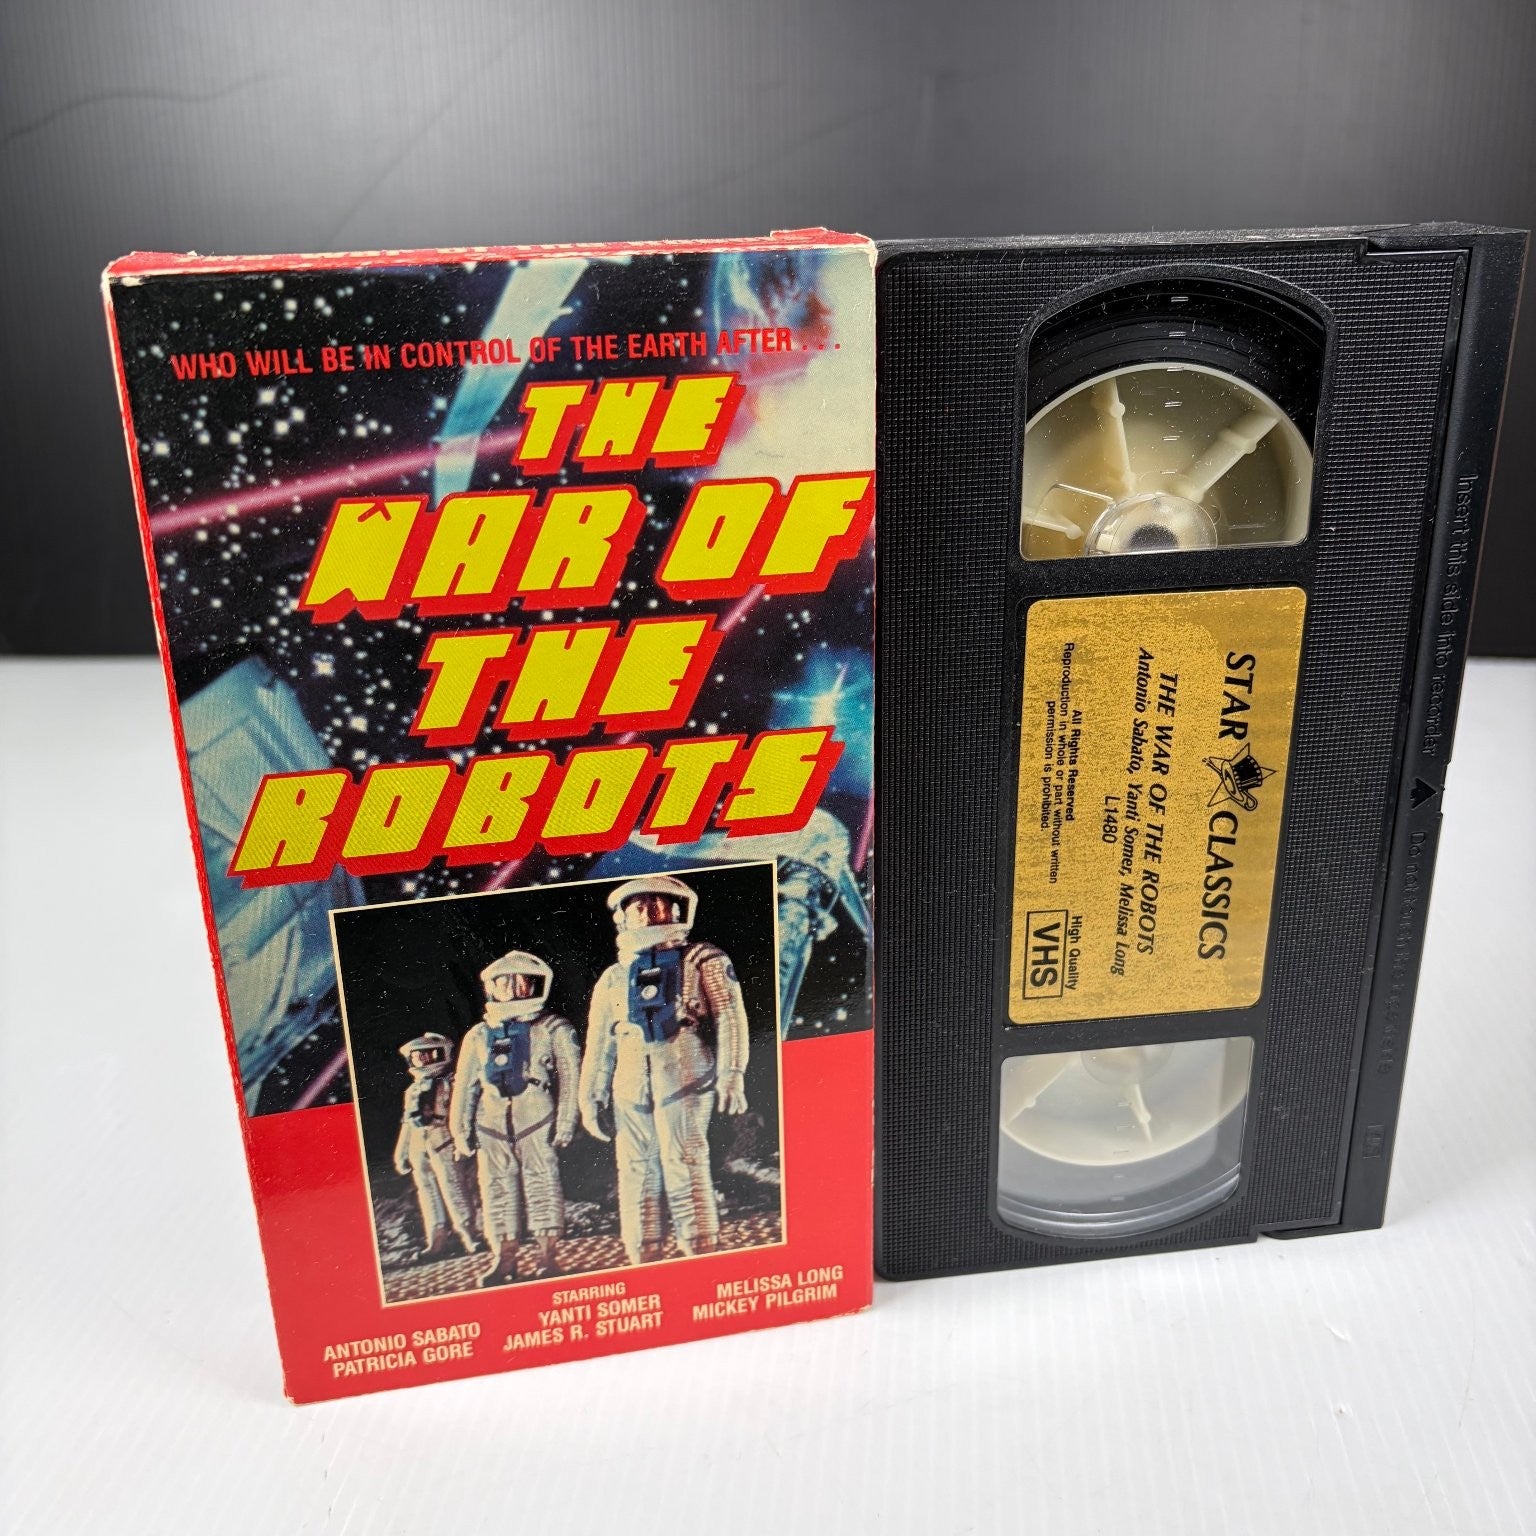 WHO WILL BE IN CONTROL OF THE EARTH AFTER . . .
THE
WAR OF
THE
ROBOTS
STARRING
ANTONIO SABATO
PATRICIA GORE
YANTI SOMER
JAMES R. STUART
MELISSA LONG
MICKEY PILGRIM
STAR CLASSICS
THE WAR OF THE ROBOTS
Antonio Sabato, Yanti Somer, Melissa Long
L1480
All Rights Reserved
Reproduction in whole or part without written
permission is prohibited.
High Quality
VHS
Insert this side into recorder